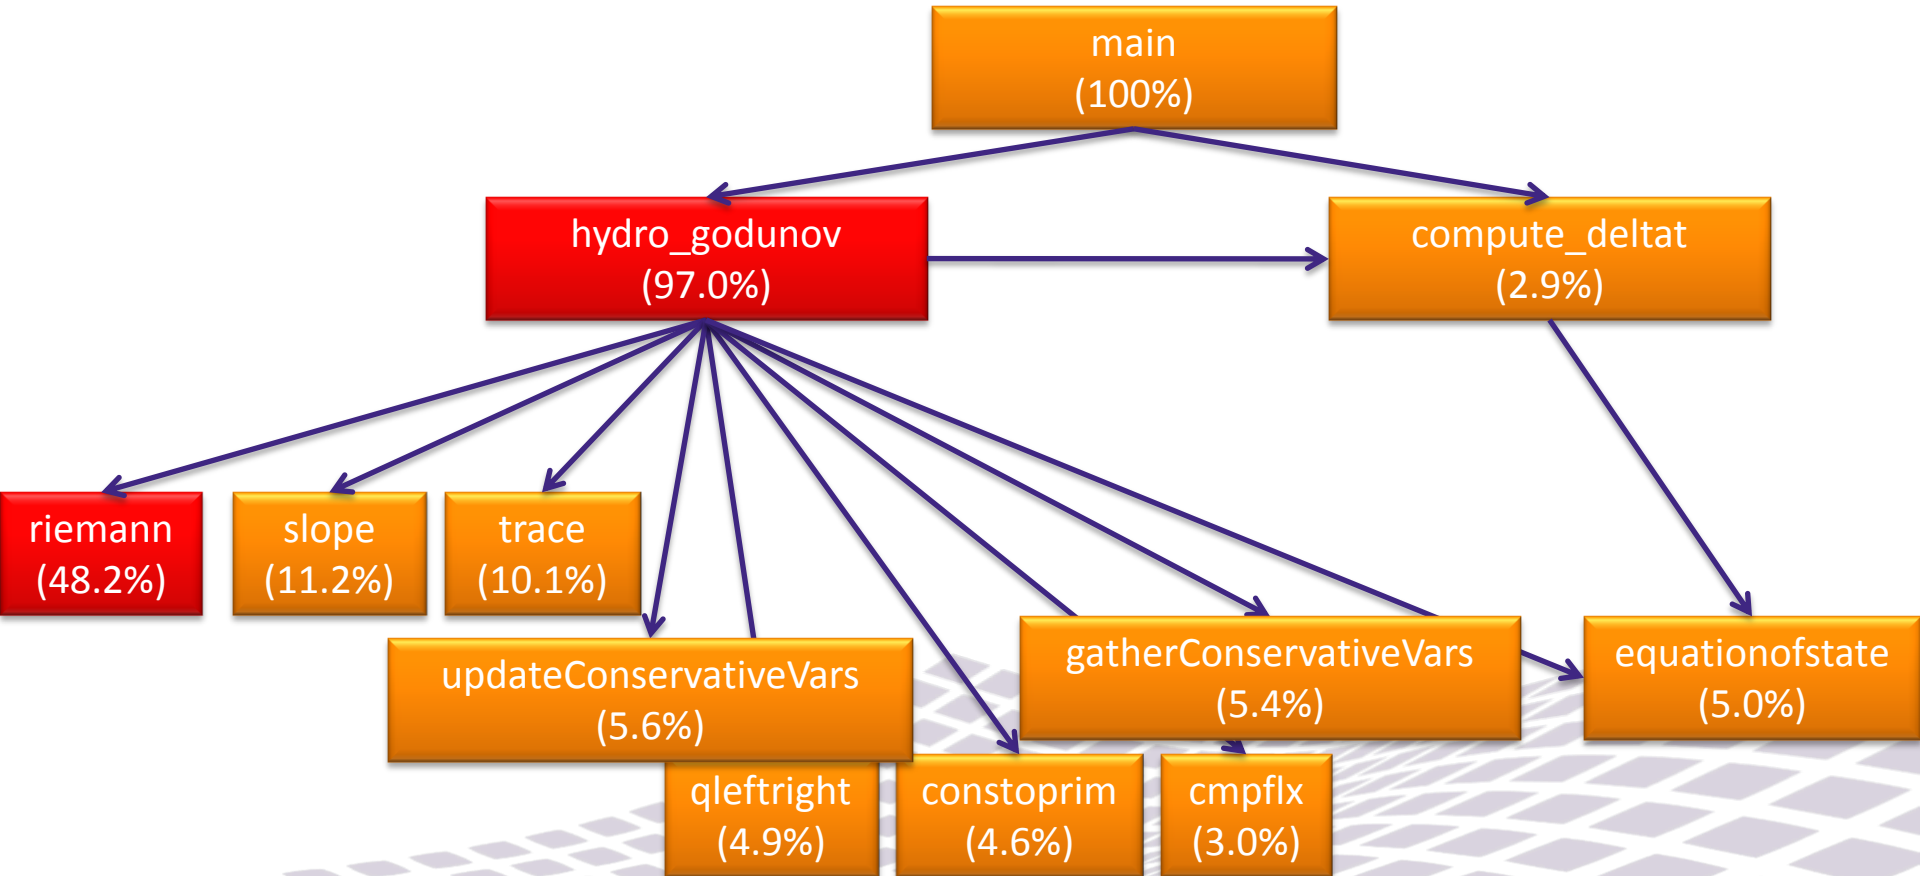 main
(100%)
hydro_godunov
(97.0%)
compute_deltat
(2.9%)
riemann
(48.2%)
slope
(11.2%)
trace
(10.1%)
updateConservativeVars
(5.6%)
gatherConservativeVars
(5.4%)
equationofstate
(5.0%)
qleftright
(4.9%)
constoprim
(4.6%)
cmpflx
(3.0%)